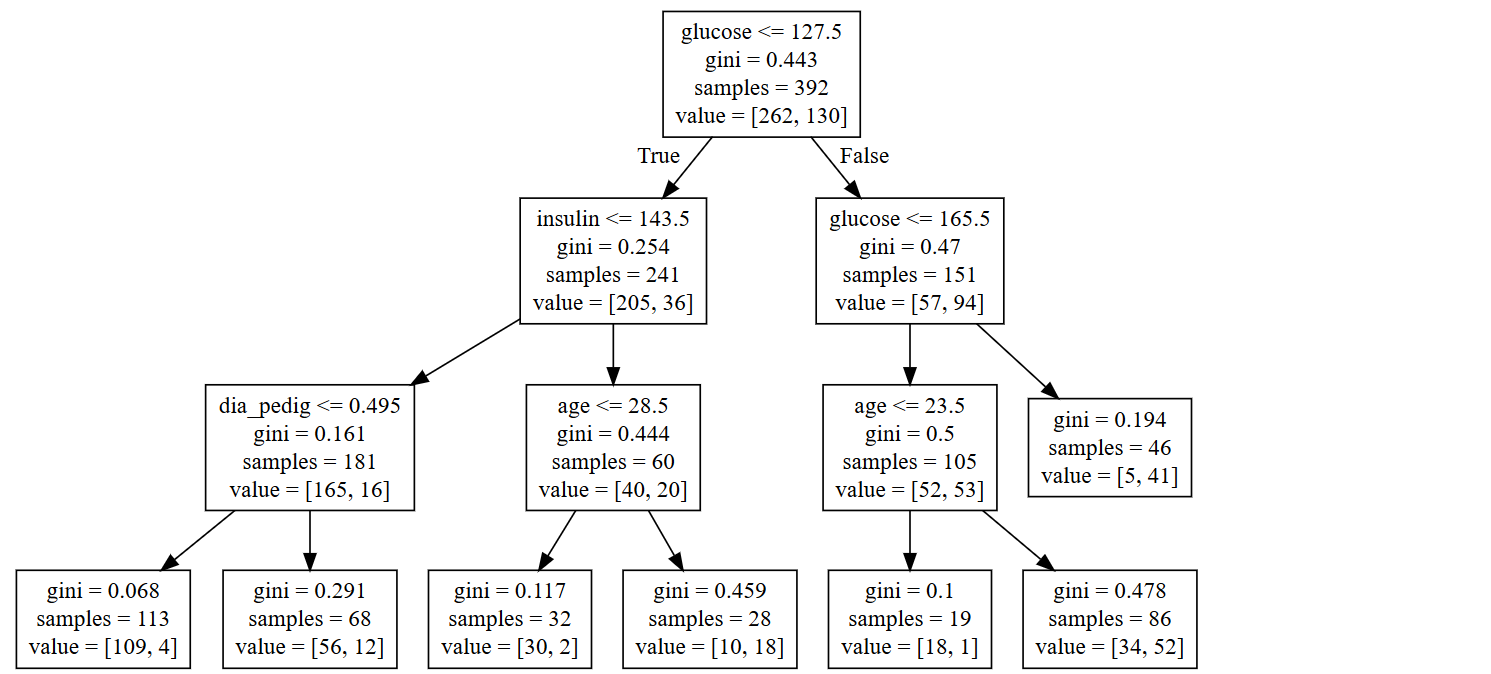 glucose <= 127.5
gini = 0.443
samples = 392
value = [262, 130]
True
False
insulin <= 143.5
gini = 0.254
samples = 241
value = [205, 36]
glucose <= 165.5
gini = 0.47
samples = 151
value = [57, 94]
dia_pedig <= 0.495
gini = 0.161
samples = 181
value = [165, 16]
age <= 28.5
gini = 0.444
samples = 60
value = [40, 20]
age <= 23.5
gini = 0.5
samples = 105
value = [52, 53]
gini = 0.194
samples = 46
value = [5, 41]
gini = 0.068
samples = 113
value = [109, 4]
gini = 0.291
samples = 68
value = [56, 12]
gini = 0.117
samples = 32
value = [30, 2]
gini = 0.459
samples = 28
value = [10, 18]
gini = 0.1
samples = 19
value = [18, 1]
gini = 0.478
samples = 86
value = [34, 52]